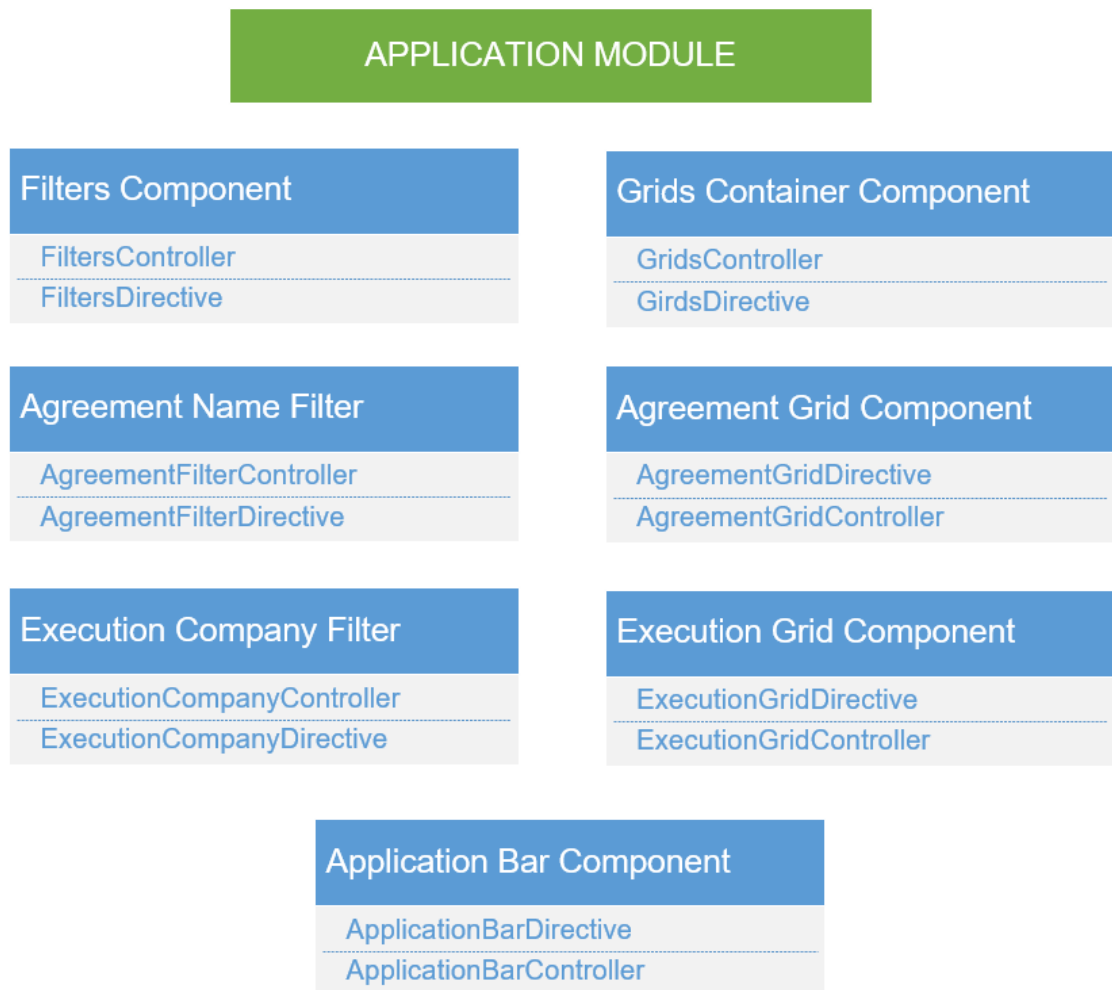 APPLICATION MODULE
Filters Component
FiltersController
FiltersDirective
Grids Container Component
GridsController
GirdsDirective
Agreement Name Filter
AgreementFilterController
AgreementFilterDirective
Agreement Grid Component
AgreementGridDirective
AgreementGridController
Execution Company Filter
ExecutionCompanyController
ExecutionCompanyDirective
Execution Grid Component
ExecutionGridDirective
ExecutionGridController
Application Bar Component
ApplicationBarDirective
ApplicationBarController